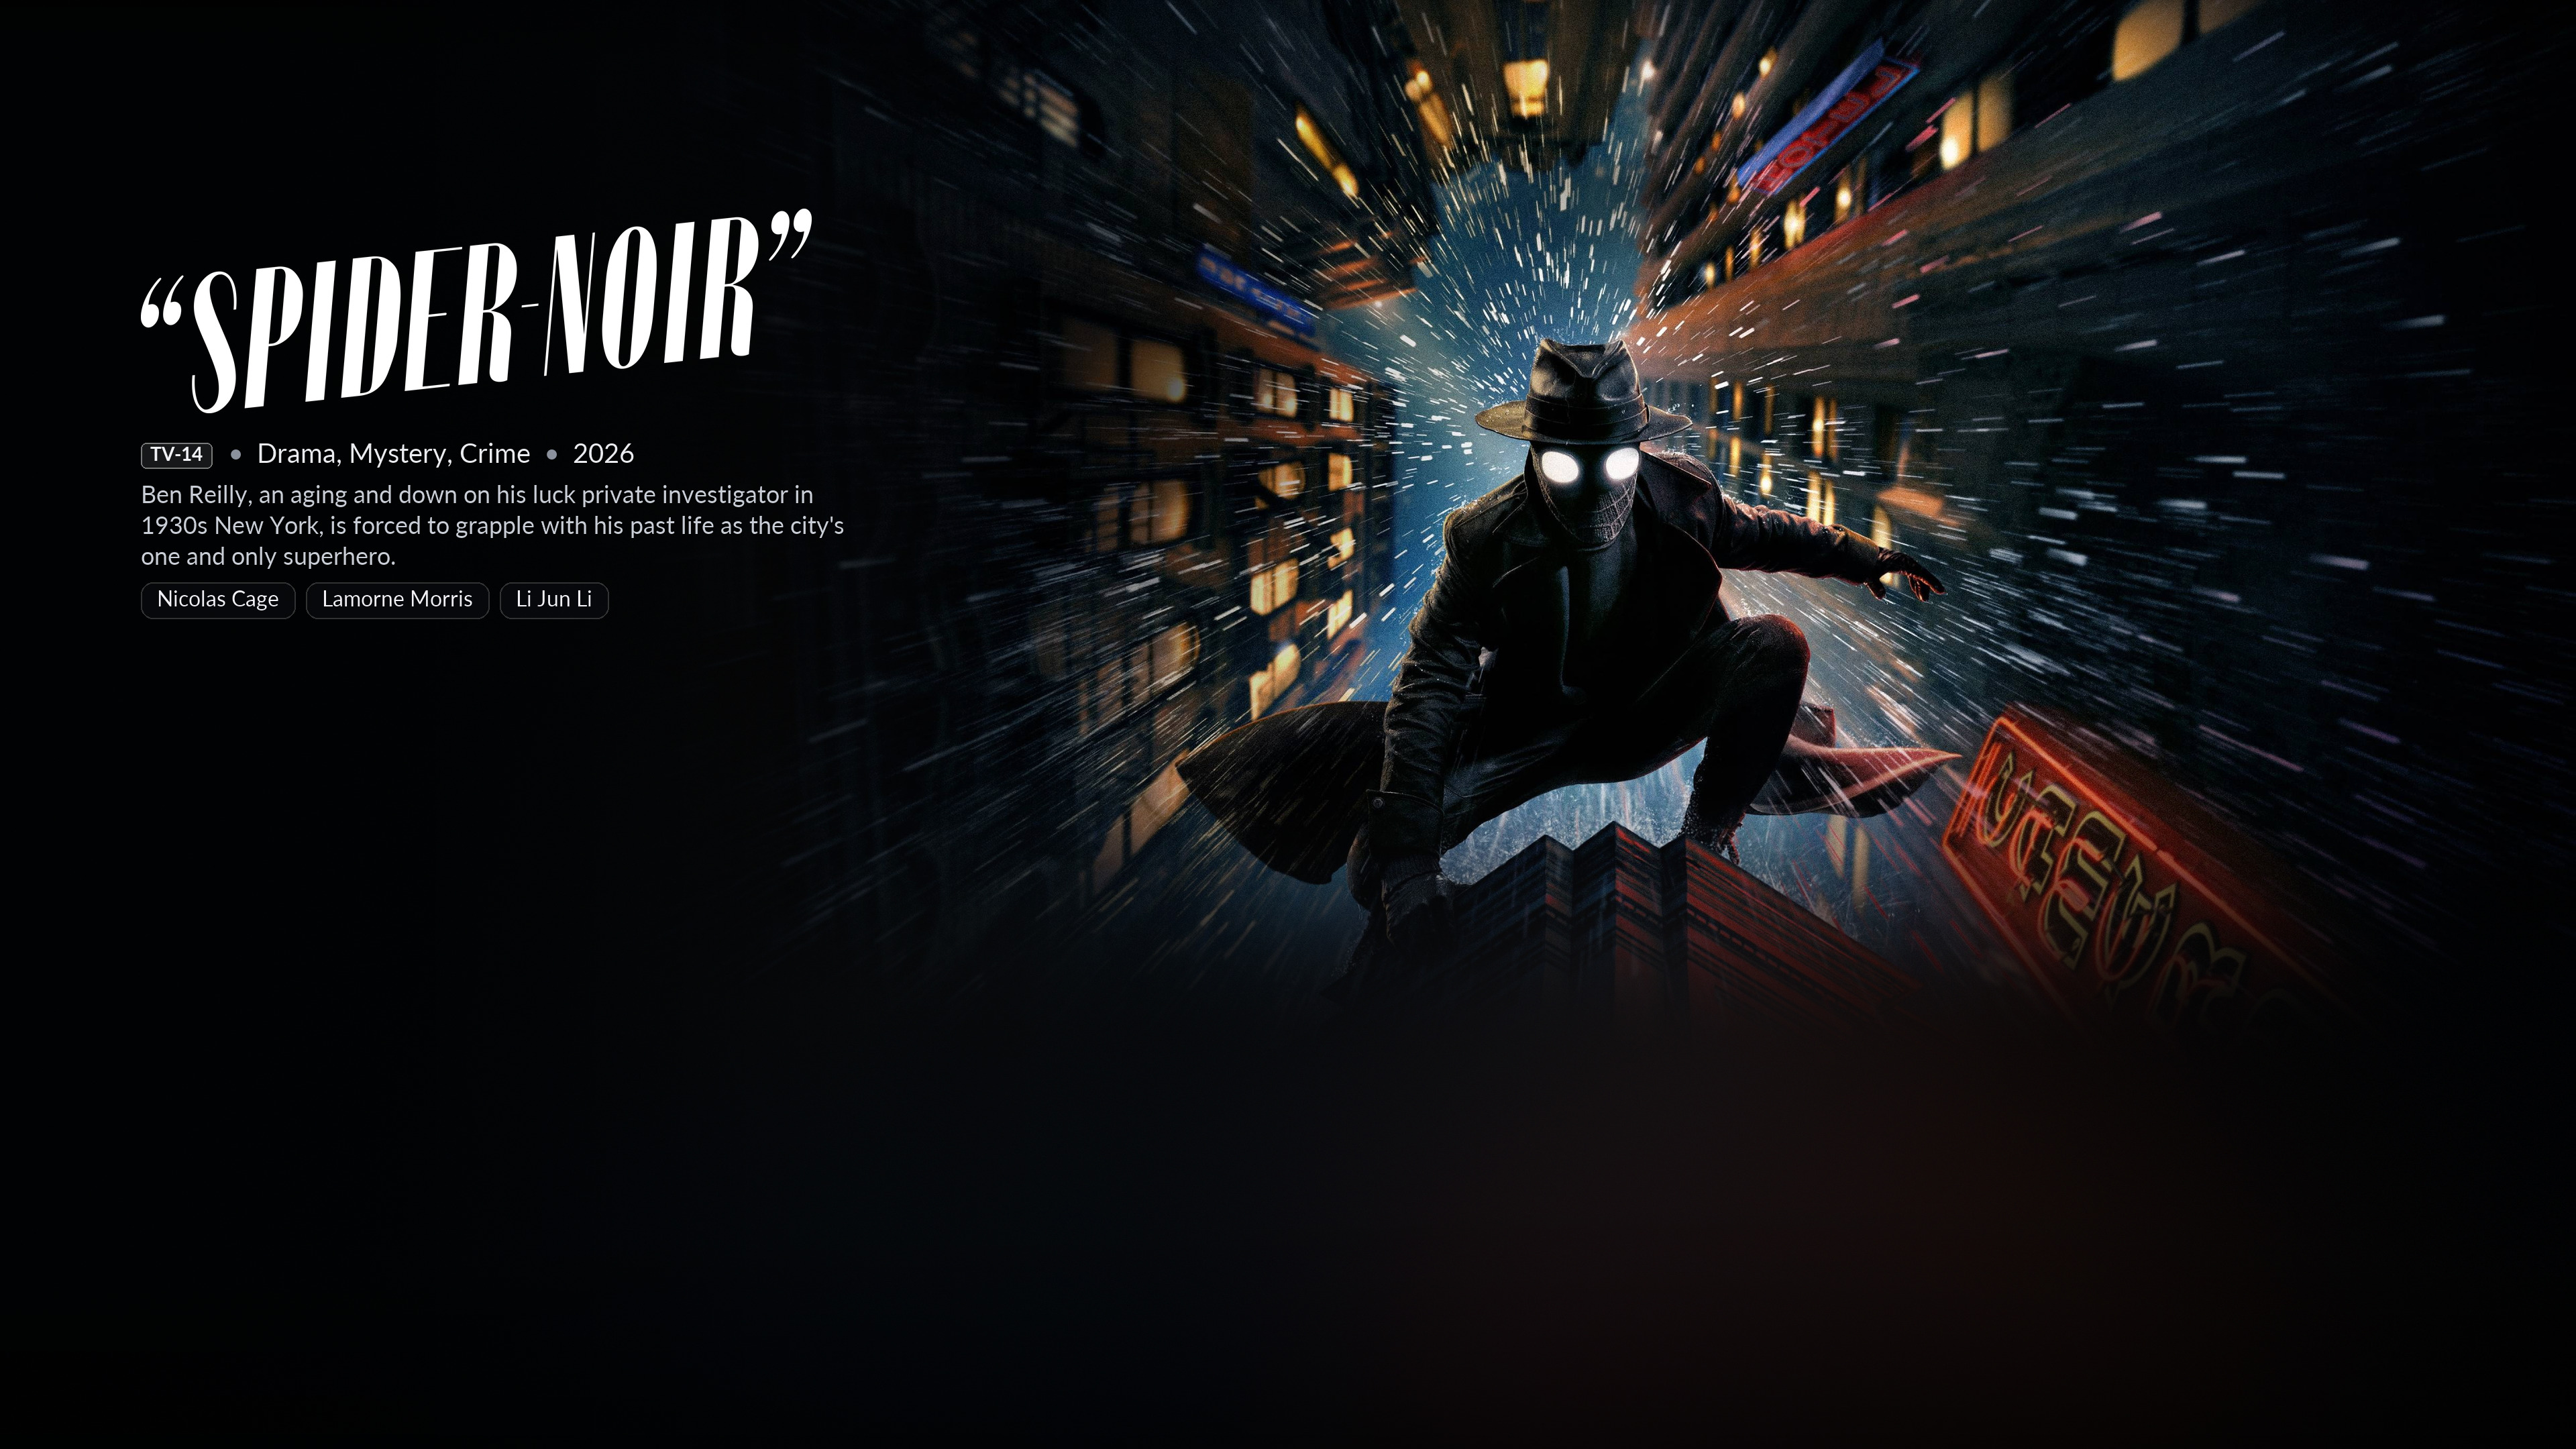 “SPIDER-NOIR”
TV-14 • Drama, Mystery, Crime • 2026
Ben Reilly, an aging and down on his luck private investigator in
1930s New York, is forced to grapple with his past life as the city's
one and only superhero.
Nicolas Cage Lamorne Morris Li Jun Li